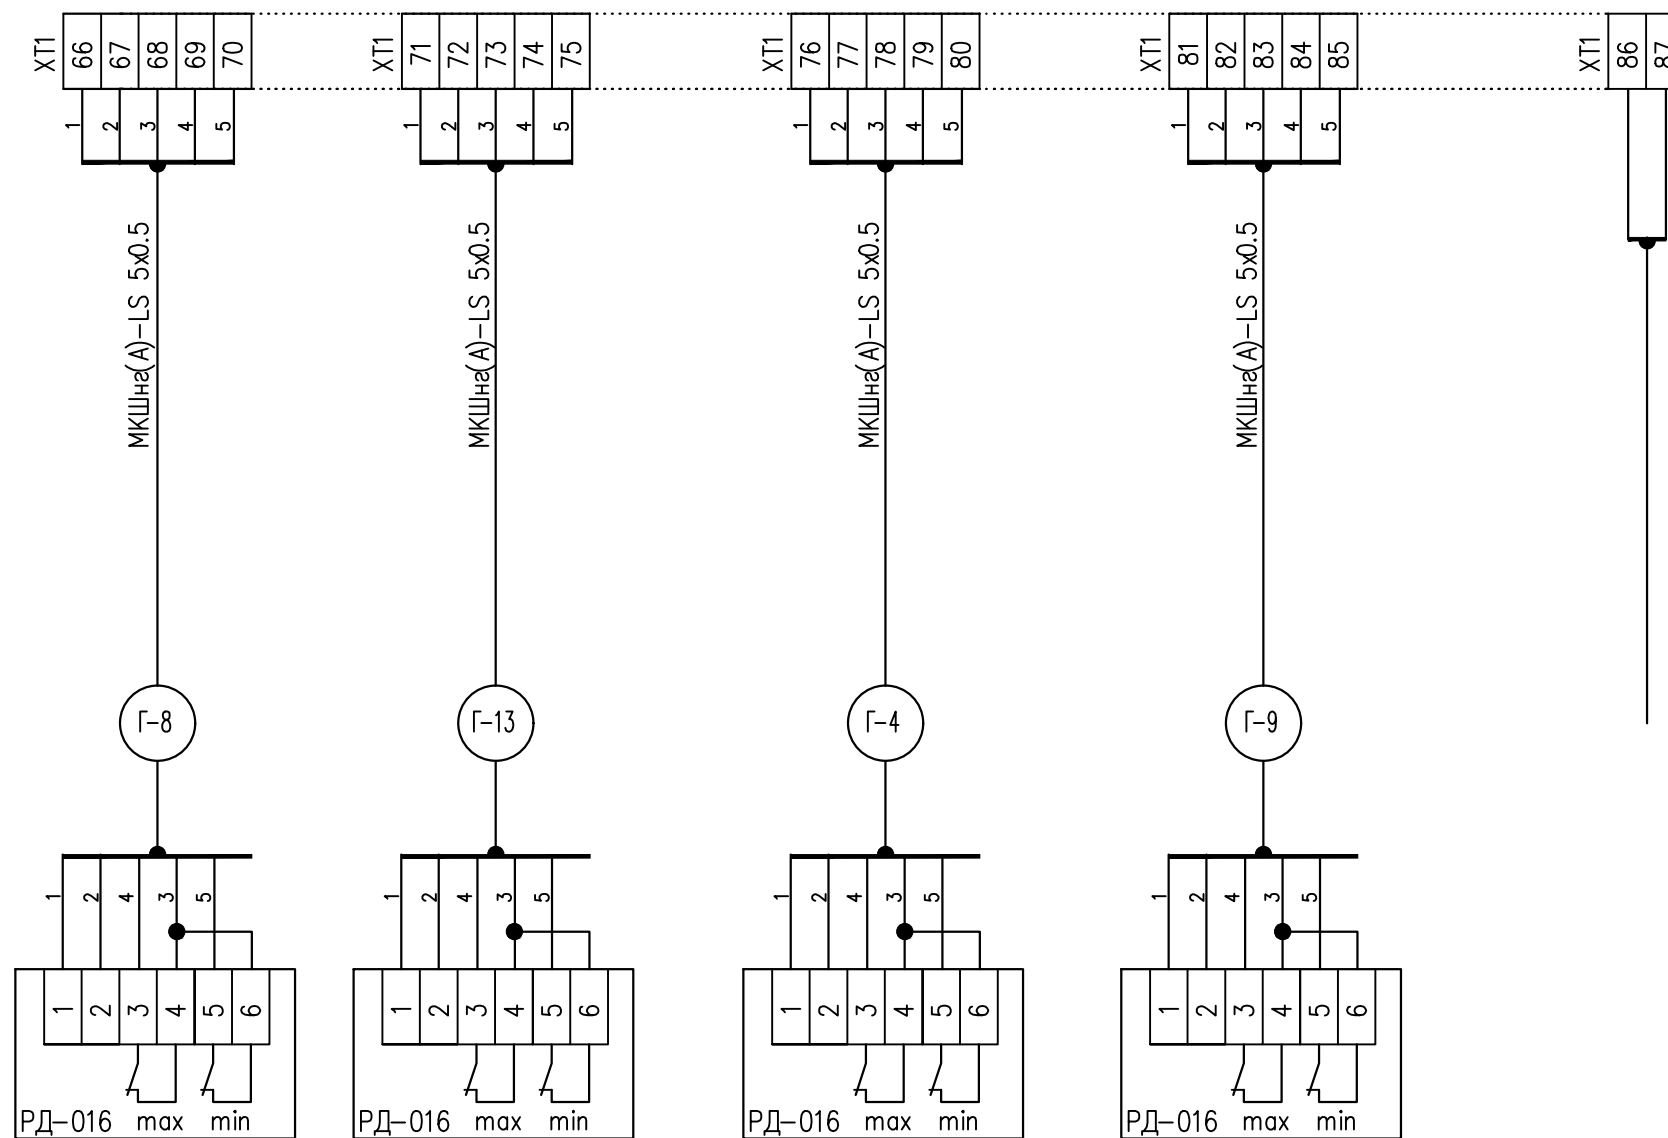 XT1 66 67 68 69 70 XT1 71 72 73 74 75 XT1 76 77 78 79 80 XT1 81 82 83 84 85 XT1 86 87
1 2 3 4 5 1 2 3 4 5 1 2 3 4 5 1 2 3 4 5
МКШнг(А)-LS 5х0.5
МКШнг(А)-LS 5х0.5
МКШнг(А)-LS 5х0.5
МКШнг(А)-LS 5х0.5
Г-8 Г-13 Г-4 Г-9
1 2 4 3 5 1 2 4 3 5 1 2 4 3 5 1 2 4 3 5
1 2 3 4 5 6 1 2 3 4 5 6 1 2 3 4 5 6 1 2 3 4 5 6
РД-016 max min РД-016 max min РД-016 max min РД-016 max min